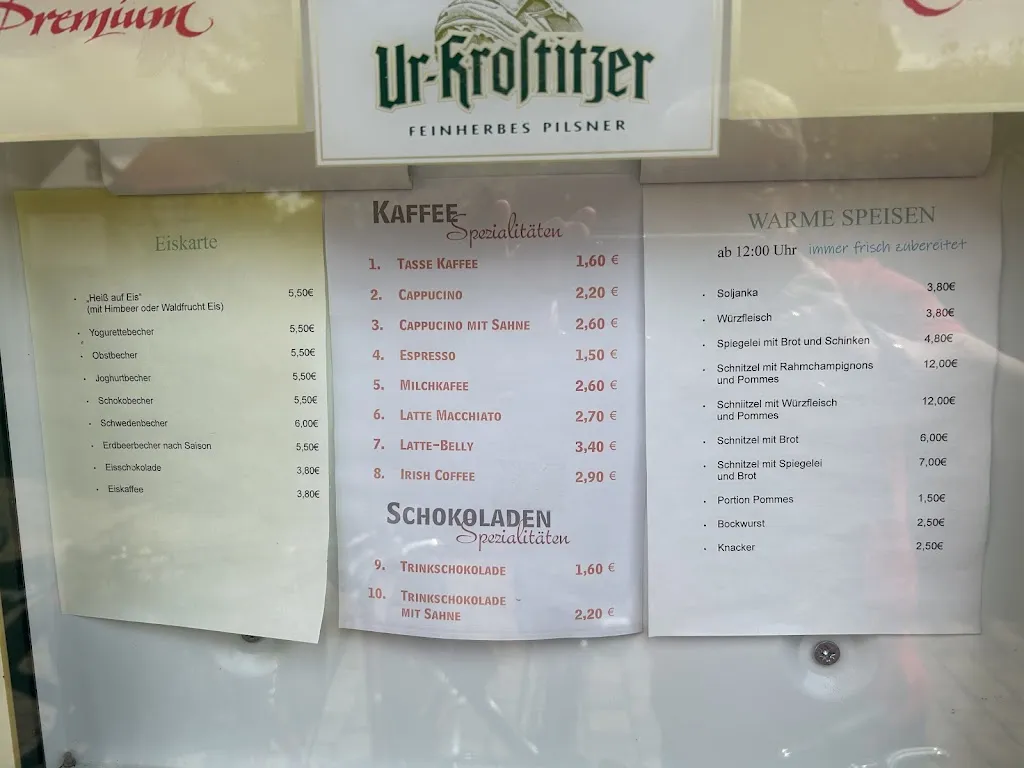 Premium
Ur-Krostitzer
FEINHERBES PILSNER
Eiskarte
„Heiß auf Eis" 5,50€
(mit Himbeer oder Waldfrucht Eis)
Yogurettebecher 5,50€
Obstbecher 5,50€
Joghurtbecher 5,50€
Schokobecher 5,50€
Schwedenbecher 6,00€
Erdbeerbecher nach Saison 5,50€
Eisschokolade 3,80€
Eiskaffee 3,80€
KAFFEE
Spezialitäten
1. TASSE KAFFEE 1,60 €
2. CAPPUCINO 2,20 €
3. CAPPUCINO MIT SAHNE 2,60 €
4. ESPRESSO 1,50 €
5. MILCHKAFEE 2,60 €
6. LATTE MACCHIATO 2,70 €
7. LATTE-BELLY 3,40 €
8. IRISH COFFEE 2,90 €
SCHOKOLADEN
Spezialitäten
9. TRINKSCHOKOLADE 1,60 €
10. TRINKSCHOKOLADE
MIT SAHNE 2,20 €
WARME SPEISEN
ab 12:00 Uhr immer frisch zubereitet
Soljanka 3,80€
Würzfleisch 3,80€
Spiegelei mit Brot und Schinken 4,80€
Schnitzel mit Rahmchampignons 12,00€
und Pommes
Schniitzel mit Würzfleisch 12,00€
und Pommes
Schnitzel mit Brot 6,00€
Schnitzel mit Spiegelei 7,00€
und Brot
Portion Pommes 1,50€
Bockwurst 2,50€
Knacker 2,50€